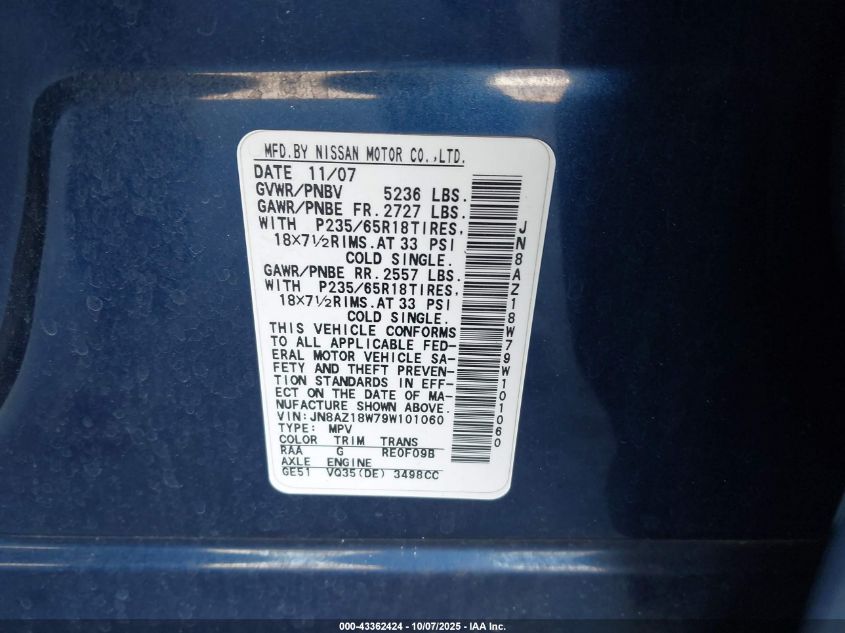 MFD.BY NISSAN MOTOR CO.,LTD.
DATE 11/07
GVWR/PNBV 5236 LBS.
GAWR/PNBE FR. 2727 LBS.
WITH P235/65R18TIRES,
18×7½RIMS.AT 33 PSI
COLD SINGLE.
GAWR/PNBE RR. 2557 LBS.
WITH P235/65R18TIRES,
18×7½RIMS.AT 33 PSI
COLD SINGLE.
THIS VEHICLE CONFORMS
TO ALL APPLICABLE FED-
ERAL MOTOR VEHICLE SA-
FETY AND THEFT PREVEN-
TION STANDARDS IN EFF-
ECT ON THE DATE OF MA-
NUFACTURE SHOWN ABOVE.
VIN:JN8AZ18W79W101060
TYPE: MPV
COLOR TRIM TRANS
RAA G RE0F09B
AXLE ENGINE
GE51 VQ35(DE) 3498CC
JN8AZ18W79W101060
000-43362424 - 10/07/2025 - IAA Inc.